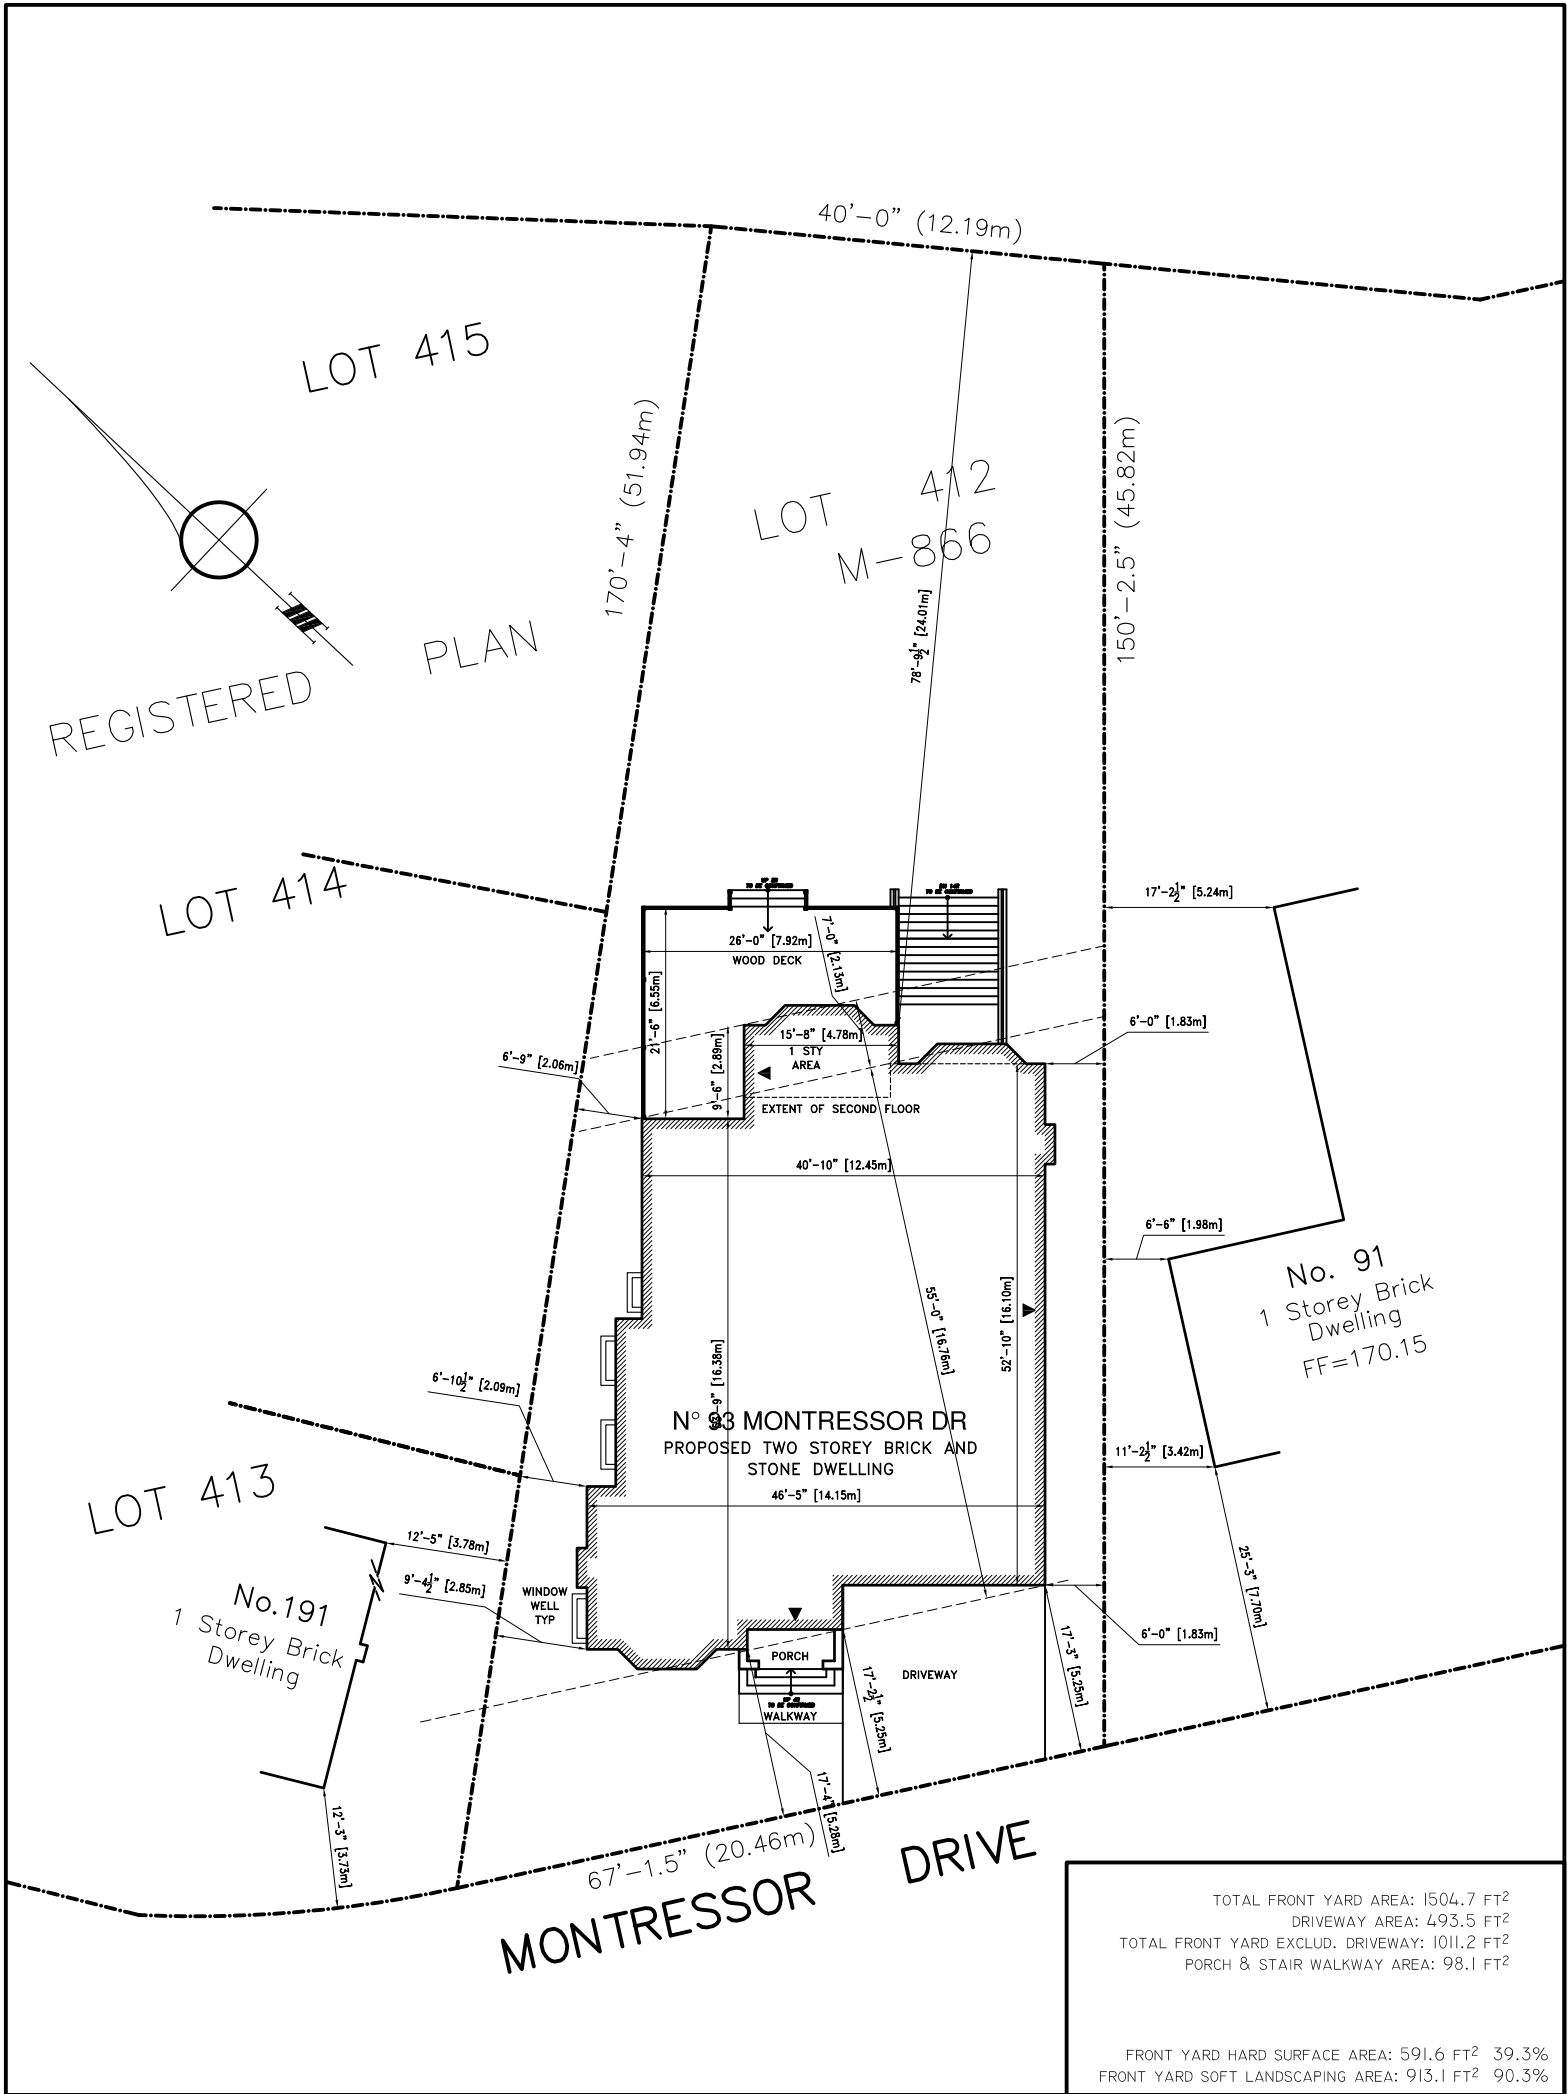 40'-0" (12.19m)
LOT 415
170'-4" (51.94m)
LOT 412
M-866
150'-2.5" (45.82m)
78'-9½" [24.01m]
REGISTERED PLAN
LOT 414
17'-2½" [5.24m]
26'-0" [7.92m]
WOOD DECK
7'-0" [2.13m]
21'-6" [6.55m]
6'-0" [1.83m]
15'-8" [4.78m]
1 STY
AREA
6'-9" [2.06m]
9'-6" [2.89m]
EXTENT OF SECOND FLOOR
40'-10" [12.45m]
6'-6" [1.98m]
No. 91
1 Storey Brick
Dwelling
FF=170.15
55'-0" [16.76m]
52'-10" [16.10m]
[16.38m]
6'-10½" [2.09m]
N° 93 MONTRESSOR DR
PROPOSED TWO STOREY BRICK AND
STONE DWELLING
46'-5" [14.15m]
11'-2½" [3.42m]
LOT 413
12'-5" [3.78m]
9'-4½" [2.85m]
WINDOW
WELL
TYP
No.191
1 Storey Brick
Dwelling
25'-3" [7.70m]
6'-0" [1.83m]
17'-3" [5.25m]
PORCH
DRIVEWAY
17'-2½" [5.25m]
WALKWAY
17'-4" [5.28m]
12'-3" [3.73m]
67'-1.5" (20.46m)
MONTRESSOR DRIVE
TOTAL FRONT YARD AREA: 1504.7 FT²
DRIVEWAY AREA: 493.5 FT²
TOTAL FRONT YARD EXCLUD. DRIVEWAY: 1011.2 FT²
PORCH & STAIR WALKWAY AREA: 98.1 FT²
FRONT YARD HARD SURFACE AREA: 591.6 FT² 39.3%
FRONT YARD SOFT LANDSCAPING AREA: 913.1 FT² 90.3%